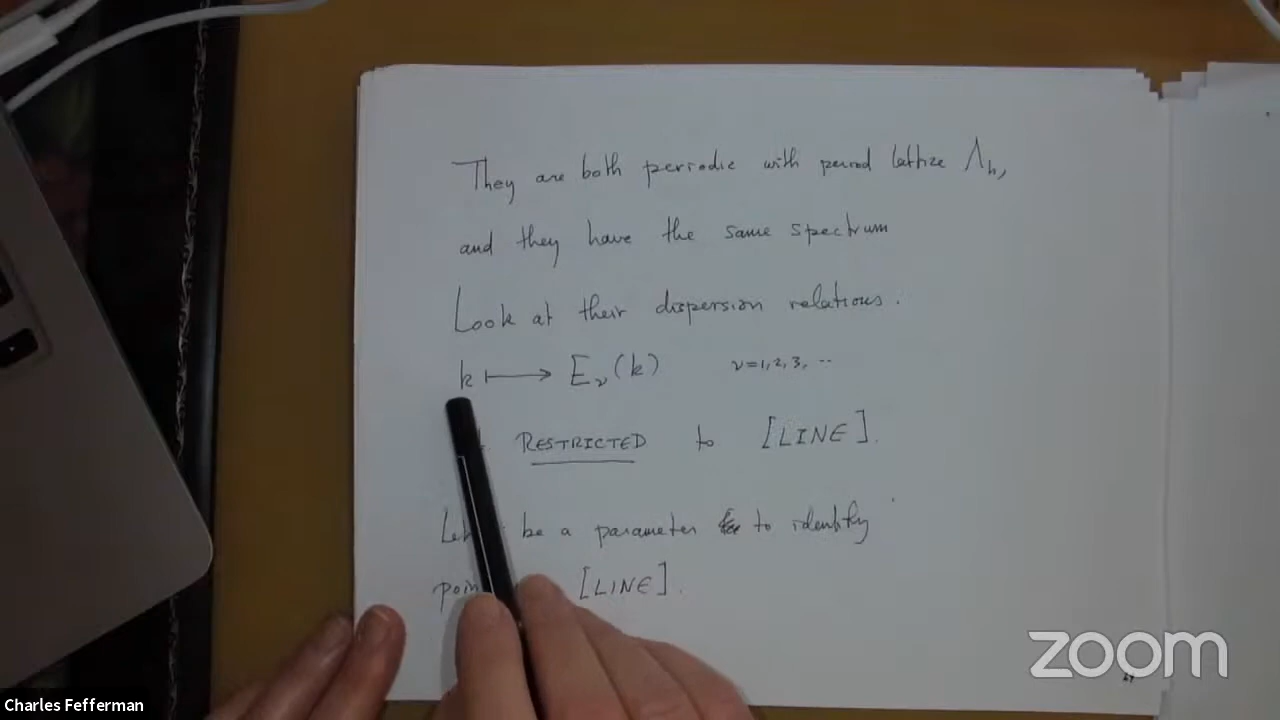 They are both periodic with period lattice Λh,
and they have the same spectrum
Look at their dispersion relations.
k ⟼ Eν(k) ν=1,2,3,...
RESTRICTED to [LINE].
be a parameter to identify
[LINE].
zoom
47
Charles Fefferman